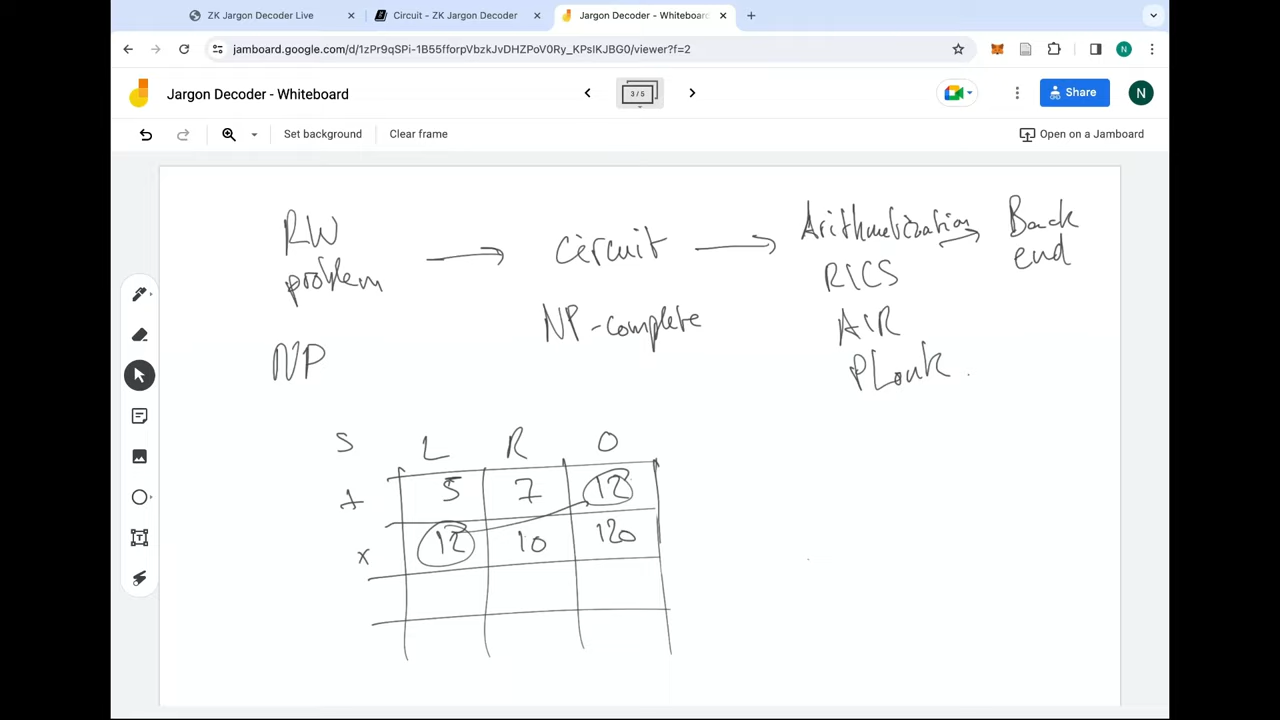 ZK Jargon Decoder Live
Circuit – ZK Jargon Decoder
Jargon Decoder - Whiteboard
jamboard.google.com/d/1zPr9qSPi-1B55fforpVbzkJvDHZPoV0Ry_KPslKJBG0/viewer?f=2
N
Jargon Decoder - Whiteboard
3 / 5
Share
N
Set background
Clear frame
Open on a Jamboard
RW problem
circuit
Arithmetization
Back end
R1CS
NP-complete
AIR
NP
PLonk.
S L R O
+ 5 7 12
x 12 10 120